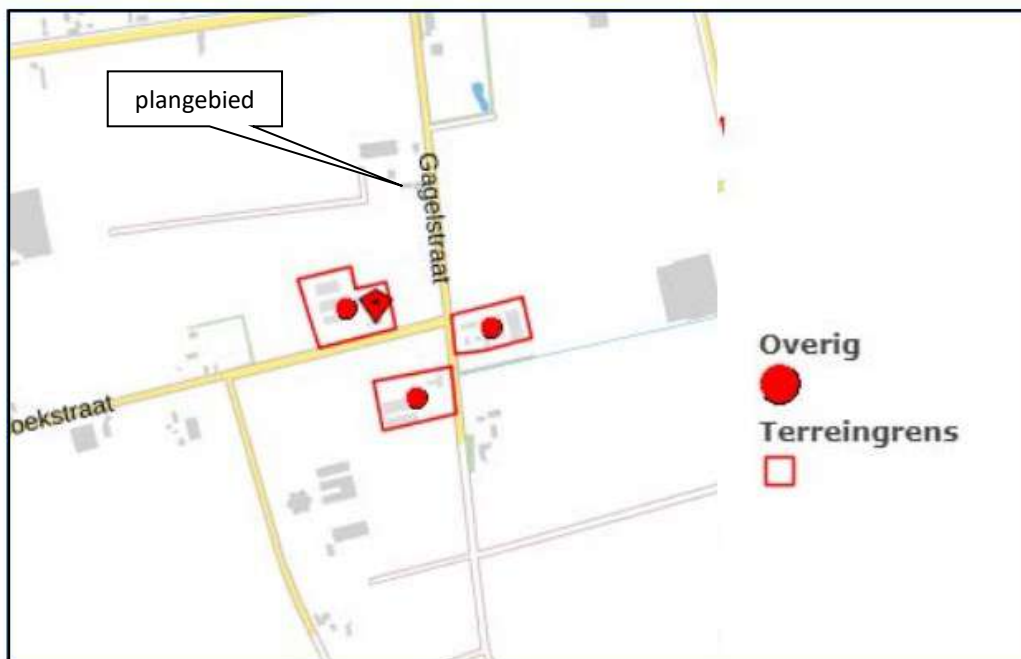 plangebied
Gagelstraat
oekstraat
Overig
Terreingrens